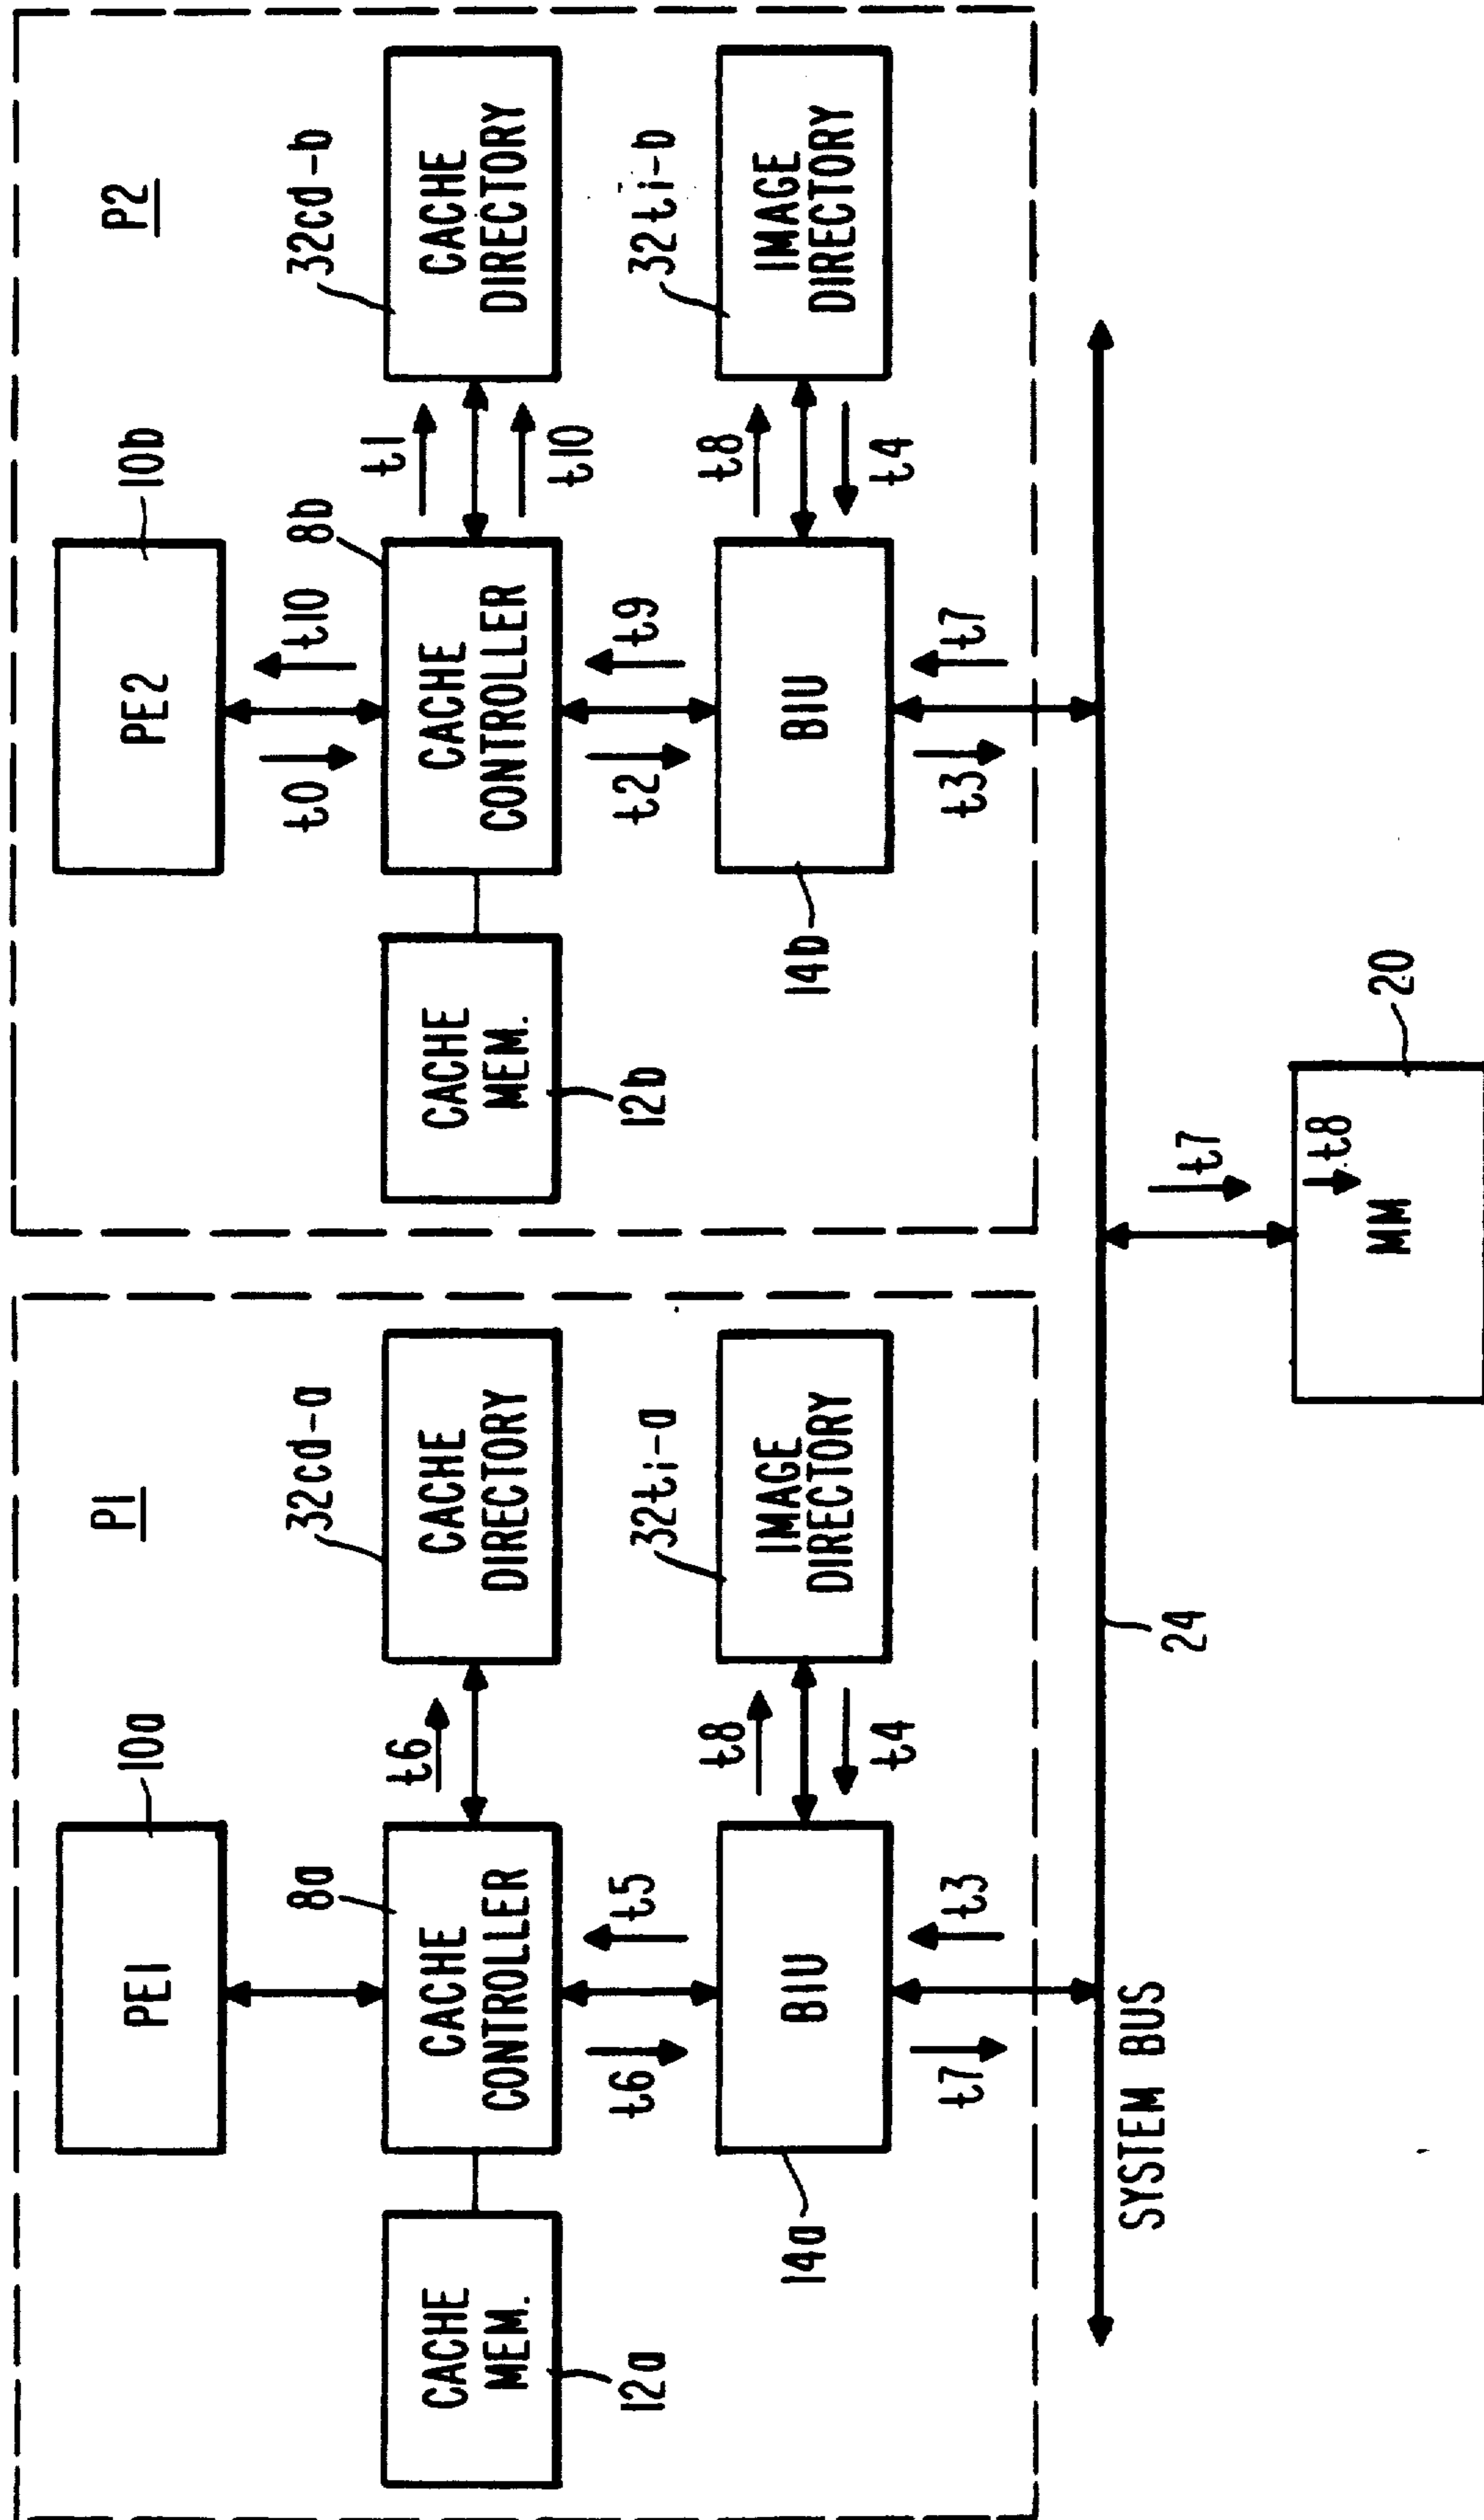 P1
10a
PE1
8a
32cd-a
t6
CACHE
MEM.
CACHE
CONTROLLER
CACHE
DIRECTORY
12a
t6
t5
32ti-a
t8
14a
BIU
IMAGE
DIRECTORY
t4
t7
t3
SYSTEM BUS
24
P2
10b
PE2
t0
t10
8b
32cd-b
t1
CACHE
MEM.
CACHE
CONTROLLER
CACHE
DIRECTORY
t10
12b
t2
t9
32ti-b
t8
14b
BIU
IMAGE
DIRECTORY
t4
t3
t7
t7
t8
MM
20